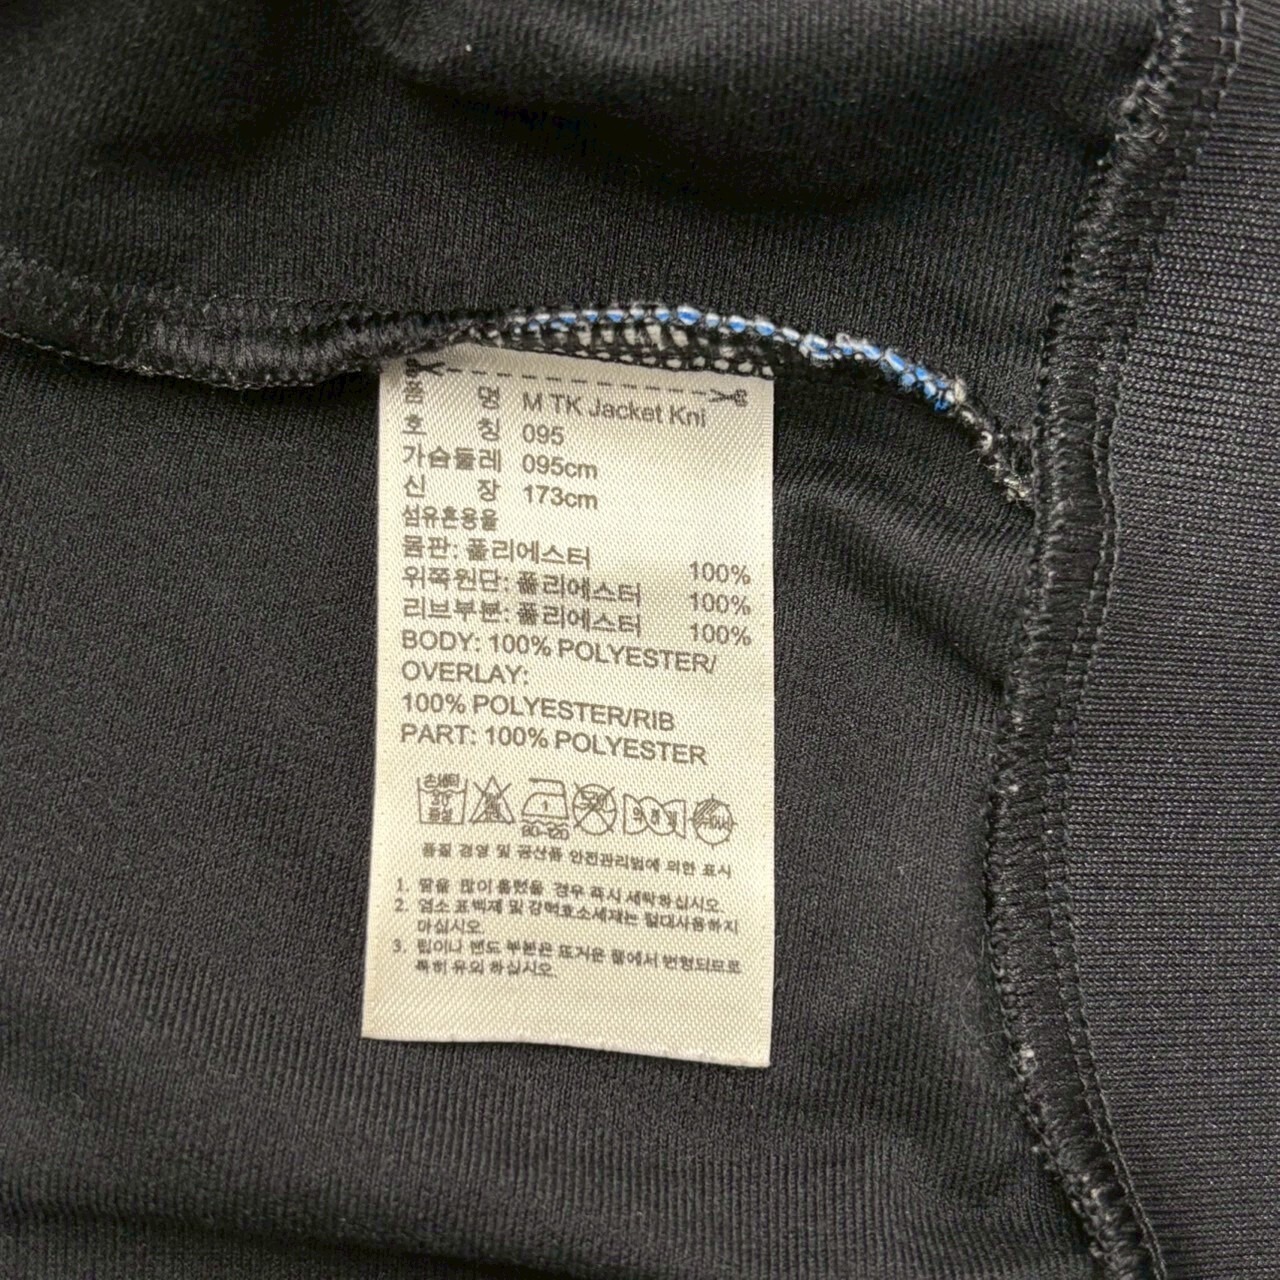 품 명 M TK Jacket Kni
호 칭 095
가슴둘레 095cm
신 장 173cm
섬유혼용율
몸판: 폴리에스터 100%
위쪽원단: 폴리에스터 100%
리브부분: 폴리에스터 100%
BODY: 100% POLYESTER/
OVERLAY:
100% POLYESTER/RIB
PART: 100% POLYESTER
손세탁
80-120
품질 경영 및 공산품 안전관리법에 의한 표시
1. 땀을 많이 흘렸을 경우 즉시 세탁하십시오.
2. 염소 표백제 및 강력효소세제는 절대사용하지
마십시오.
3. 립이나 밴드 부분은 뜨거운 물에서 변형되므로
특히 유의 하십시오.